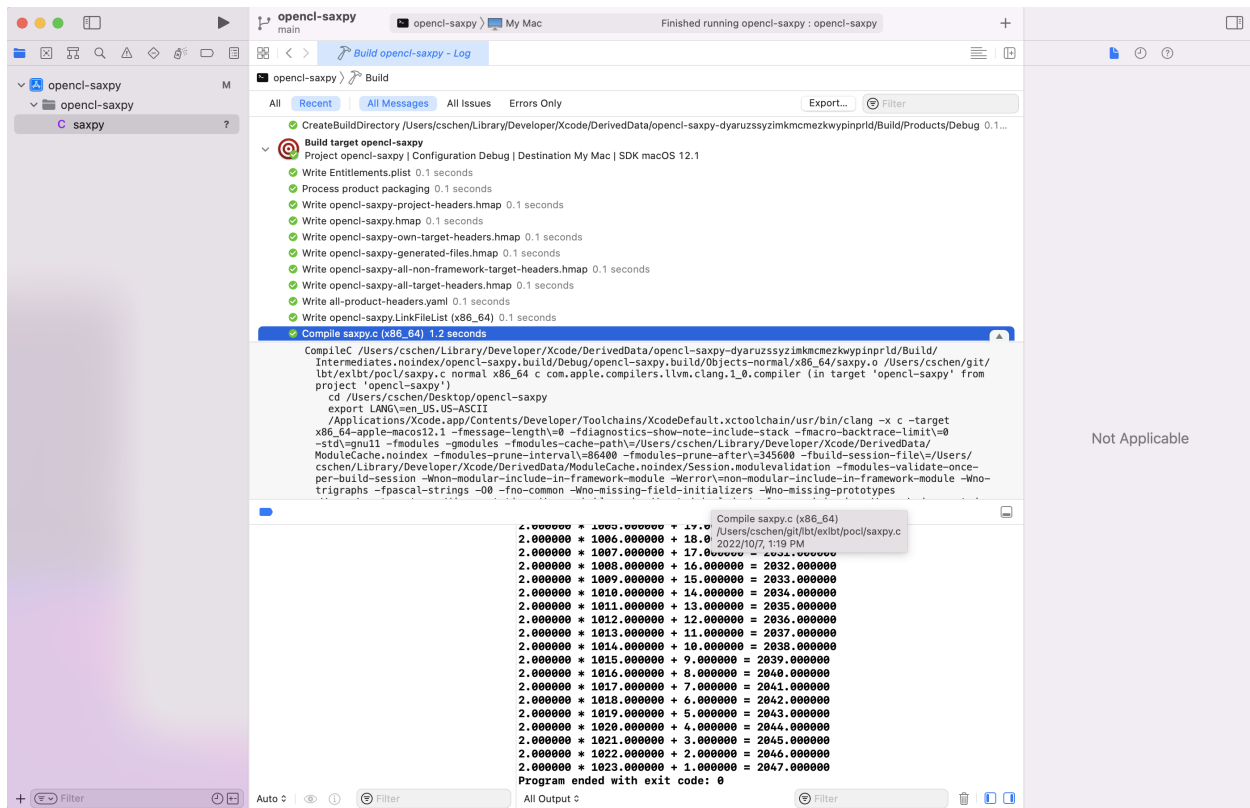 opencl-saxpy
main
opencl-saxpy 〉 My Mac
Finished running opencl-saxpy : opencl-saxpy
Build opencl-saxpy - Log
opencl-saxpy M
opencl-saxpy
C saxpy ?
opencl-saxpy 〉 Build
All Recent All Messages All Issues Errors Only Export... Filter
CreateBuildDirectory /Users/cschen/Library/Developer/Xcode/DerivedData/opencl-saxpy-dyaruzssyzimkmcmezkwypinprld/Build/Products/Debug 0.1...
Build target opencl-saxpy
Project opencl-saxpy | Configuration Debug | Destination My Mac | SDK macOS 12.1
Write Entitlements.plist 0.1 seconds
Process product packaging 0.1 seconds
Write opencl-saxpy-project-headers.hmap 0.1 seconds
Write opencl-saxpy.hmap 0.1 seconds
Write opencl-saxpy-own-target-headers.hmap 0.1 seconds
Write opencl-saxpy-generated-files.hmap 0.1 seconds
Write opencl-saxpy-all-non-framework-target-headers.hmap 0.1 seconds
Write opencl-saxpy-all-target-headers.hmap 0.1 seconds
Write all-product-headers.yaml 0.1 seconds
Write opencl-saxpy.LinkFileList (x86_64) 0.1 seconds
Compile saxpy.c (x86_64) 1.2 seconds
CompileC /Users/cschen/Library/Developer/Xcode/DerivedData/opencl-saxpy-dyaruzssyzimkmcmezkwypinprld/Build/
Intermediates.noindex/opencl-saxpy.build/Debug/opencl-saxpy.build/Objects-normal/x86_64/saxpy.o /Users/cschen/git/
lbt/exlbt/pocl/saxpy.c normal x86_64 c com.apple.compilers.llvm.clang.1_0.compiler (in target 'opencl-saxpy' from
project 'opencl-saxpy')
cd /Users/cschen/Desktop/opencl-saxpy
export LANG\=en_US.US-ASCII
/Applications/Xcode.app/Contents/Developer/Toolchains/XcodeDefault.xctoolchain/usr/bin/clang -x c -target
x86_64-apple-macos12.1 -fmessage-length\=0 -fdiagnostics-show-note-include-stack -fmacro-backtrace-limit\=0
-std\=gnu11 -fmodules -gmodules -fmodules-cache-path\=/Users/cschen/Library/Developer/Xcode/DerivedData/
ModuleCache.noindex -fmodules-prune-interval\=86400 -fmodules-prune-after\=345600 -fbuild-session-file\=/Users/
cschen/Library/Developer/Xcode/DerivedData/ModuleCache.noindex/Session.modulevalidation -fmodules-validate-once-
per-build-session -Wnon-modular-include-in-framework-module -Werror\=non-modular-include-in-framework-module -Wno-
trigraphs -fpascal-strings -O0 -fno-common -Wno-missing-field-initializers -Wno-missing-prototypes
Not Applicable
Compile saxpy.c (x86_64)
/Users/cschen/git/lbt/exlbt/pocl/saxpy.c
2022/10/7, 1:19 PM
2.000000 * 1005.000000 + 19.0
2.000000 * 1006.000000 + 18.0
2.000000 * 1007.000000 + 17.000000 = 2031.000000
2.000000 * 1008.000000 + 16.000000 = 2032.000000
2.000000 * 1009.000000 + 15.000000 = 2033.000000
2.000000 * 1010.000000 + 14.000000 = 2034.000000
2.000000 * 1011.000000 + 13.000000 = 2035.000000
2.000000 * 1012.000000 + 12.000000 = 2036.000000
2.000000 * 1013.000000 + 11.000000 = 2037.000000
2.000000 * 1014.000000 + 10.000000 = 2038.000000
2.000000 * 1015.000000 + 9.000000 = 2039.000000
2.000000 * 1016.000000 + 8.000000 = 2040.000000
2.000000 * 1017.000000 + 7.000000 = 2041.000000
2.000000 * 1018.000000 + 6.000000 = 2042.000000
2.000000 * 1019.000000 + 5.000000 = 2043.000000
2.000000 * 1020.000000 + 4.000000 = 2044.000000
2.000000 * 1021.000000 + 3.000000 = 2045.000000
2.000000 * 1022.000000 + 2.000000 = 2046.000000
2.000000 * 1023.000000 + 1.000000 = 2047.000000
Program ended with exit code: 0
Filter Auto Filter All Output Filter